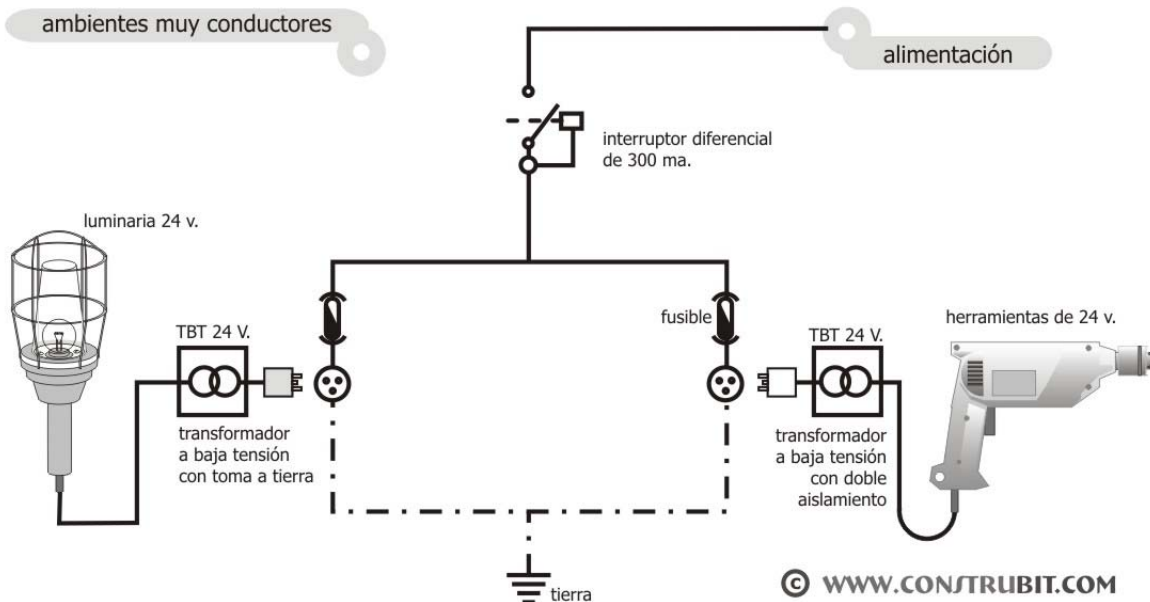 ambientes muy conductores
alimentación
interruptor diferencial
de 300 ma.
luminaria 24 v.
TBT 24 V.
fusible
TBT 24 V.
herramientas de 24 v.
transformador
a baja tensión
con toma a tierra
transformador
a baja tensión
con doble
aislamiento
tierra
© WWW.CONSTRUBIT.COM